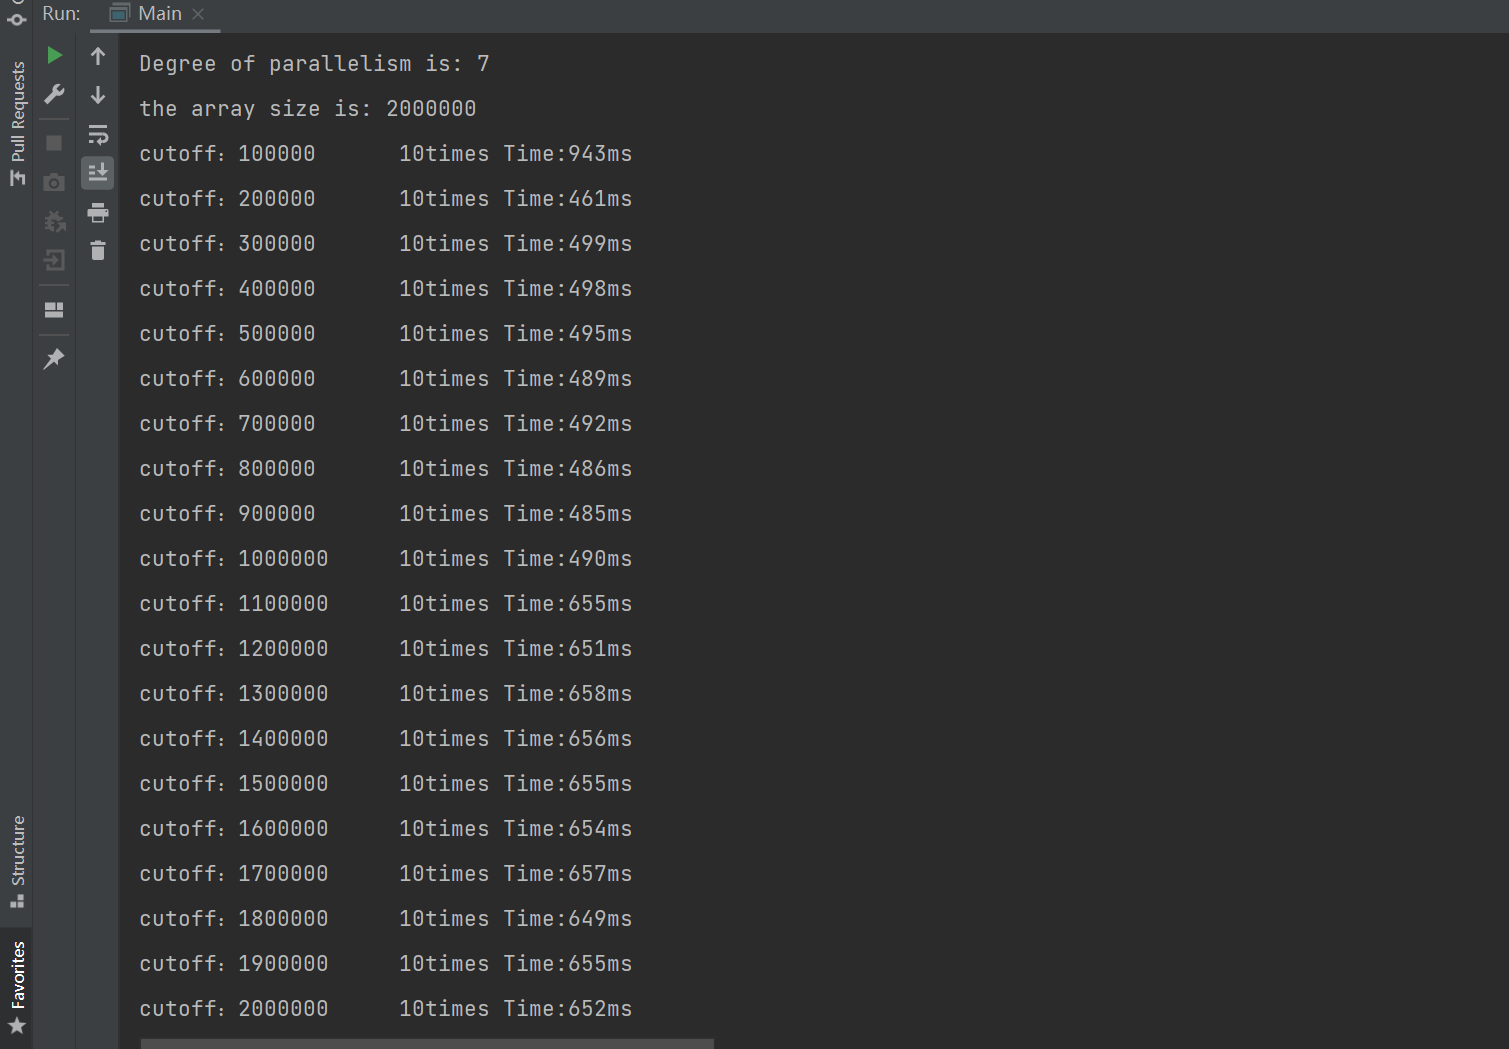 Run: Main
Pull Requests
Degree of parallelism is: 7
the array size is: 2000000
cutoff：100000 10times Time:943ms
cutoff：200000 10times Time:461ms
cutoff：300000 10times Time:499ms
cutoff：400000 10times Time:498ms
cutoff：500000 10times Time:495ms
cutoff：600000 10times Time:489ms
cutoff：700000 10times Time:492ms
cutoff：800000 10times Time:486ms
cutoff：900000 10times Time:485ms
cutoff：1000000 10times Time:490ms
cutoff：1100000 10times Time:655ms
cutoff：1200000 10times Time:651ms
cutoff：1300000 10times Time:658ms
cutoff：1400000 10times Time:656ms
cutoff：1500000 10times Time:655ms
cutoff：1600000 10times Time:654ms
cutoff：1700000 10times Time:657ms
cutoff：1800000 10times Time:649ms
cutoff：1900000 10times Time:655ms
cutoff：2000000 10times Time:652ms
Structure
Favorites